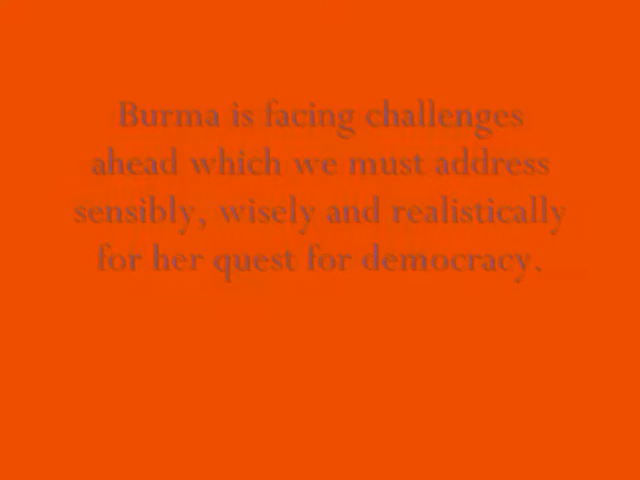 Burma is facing challenges
ahead which we must address
sensibly, wisely and realistically
for her quest for democracy.